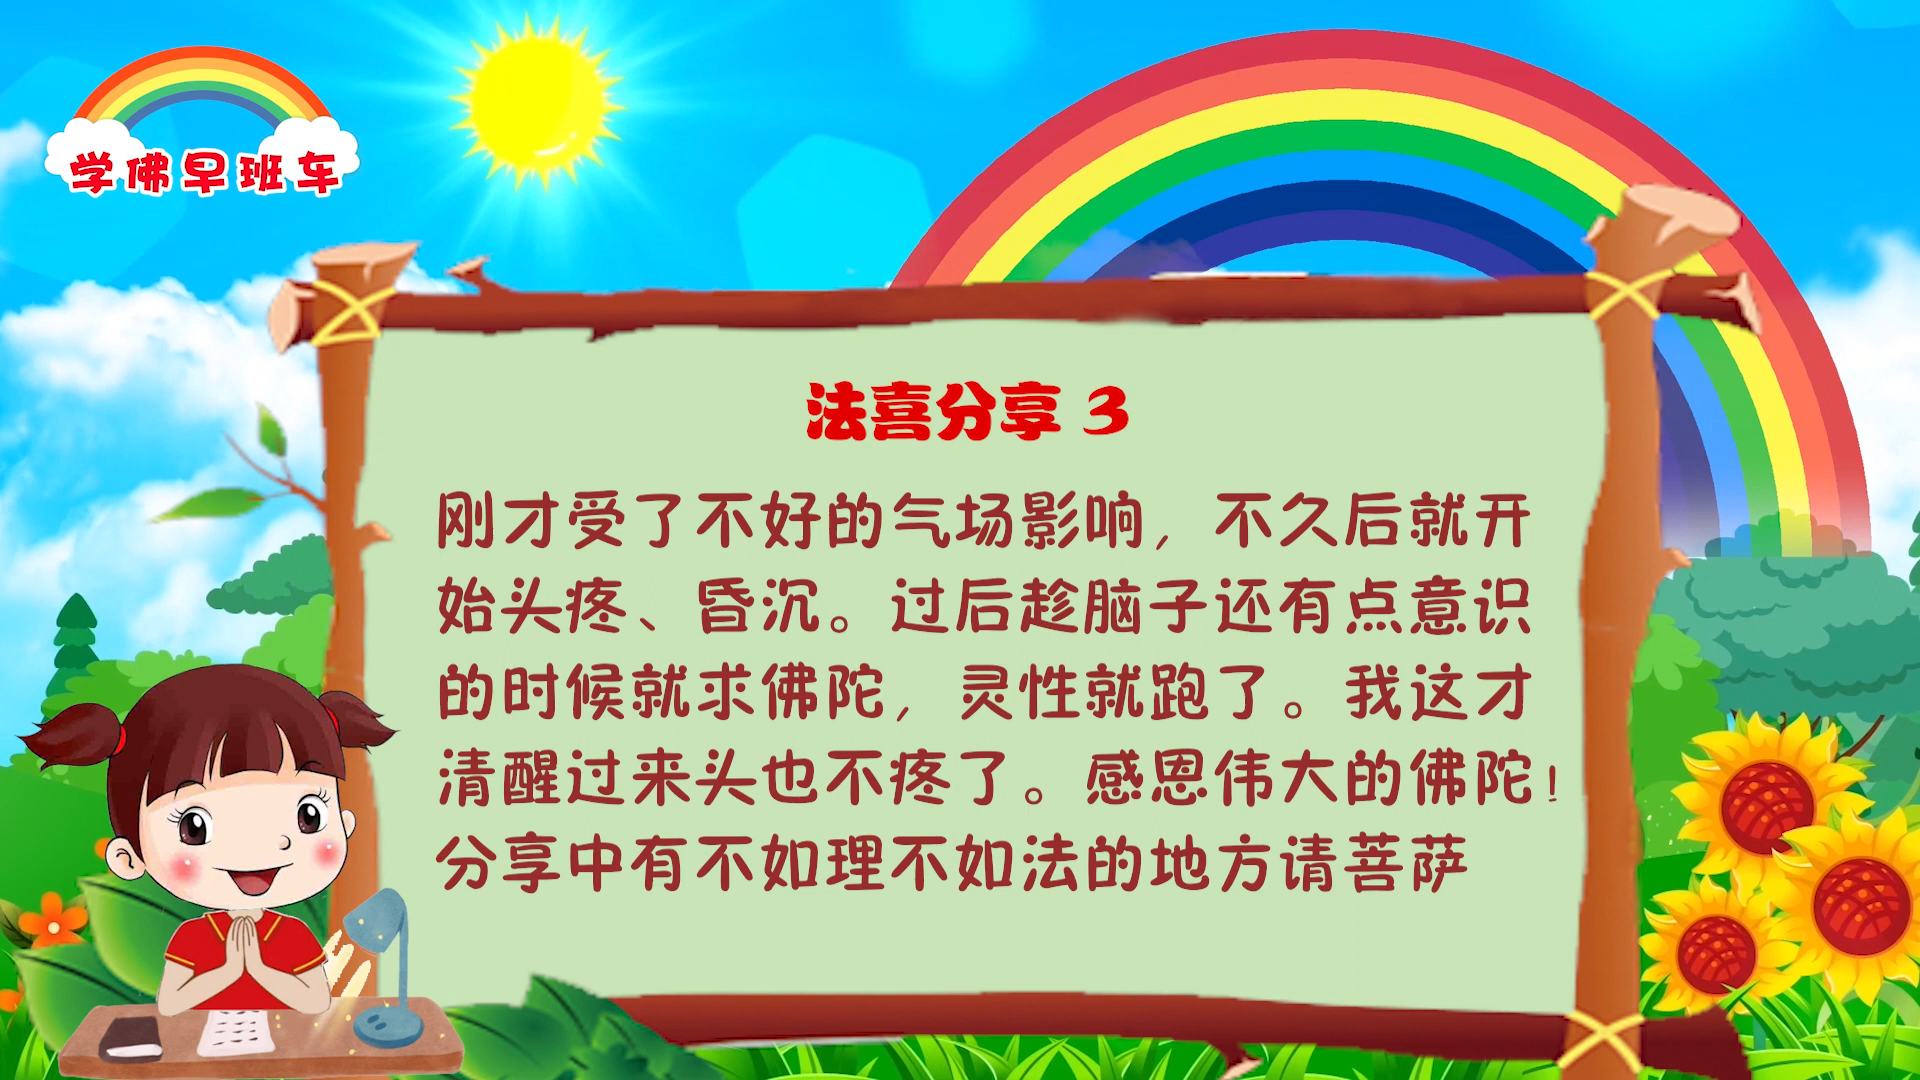 学佛早班车
法喜分享 3
刚才受了不好的气场影响，不久后就开
始头疼、昏沉。过后趁脑子还有点意识
的时候就求佛陀，灵性就跑了。我这才
清醒过来头也不疼了。感恩伟大的佛陀！
分享中有不如理不如法的地方请菩萨